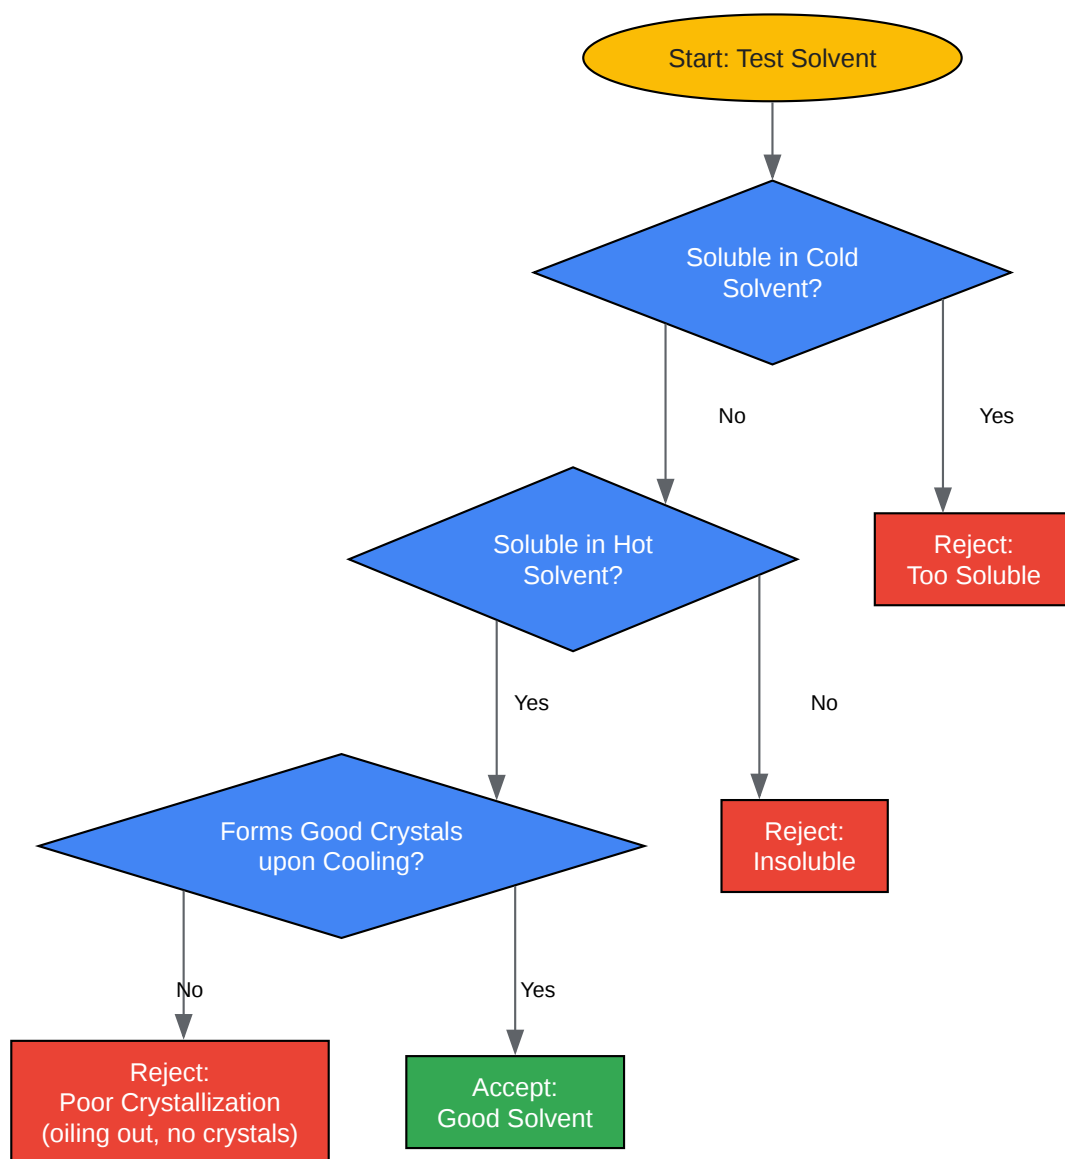 Start: Test Solvent
Soluble in Cold
Solvent?
No
Yes
Soluble in Hot
Solvent?
Reject:
Too Soluble
Yes
No
Forms Good Crystals
upon Cooling?
Reject:
Insoluble
No
Yes
Reject:
Poor Crystallization
(oiling out, no crystals)
Accept:
Good Solvent